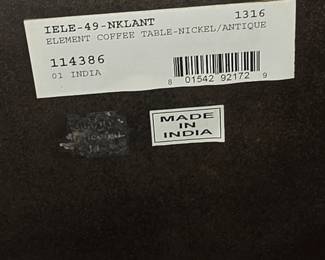 IELE-49-NKLANT 1316
ELEMENT COFFEE TABLE-NICKEL/ANTIQUE
114386
01 INDIA
8 01542 92172 9
MADE
IN
INDIA